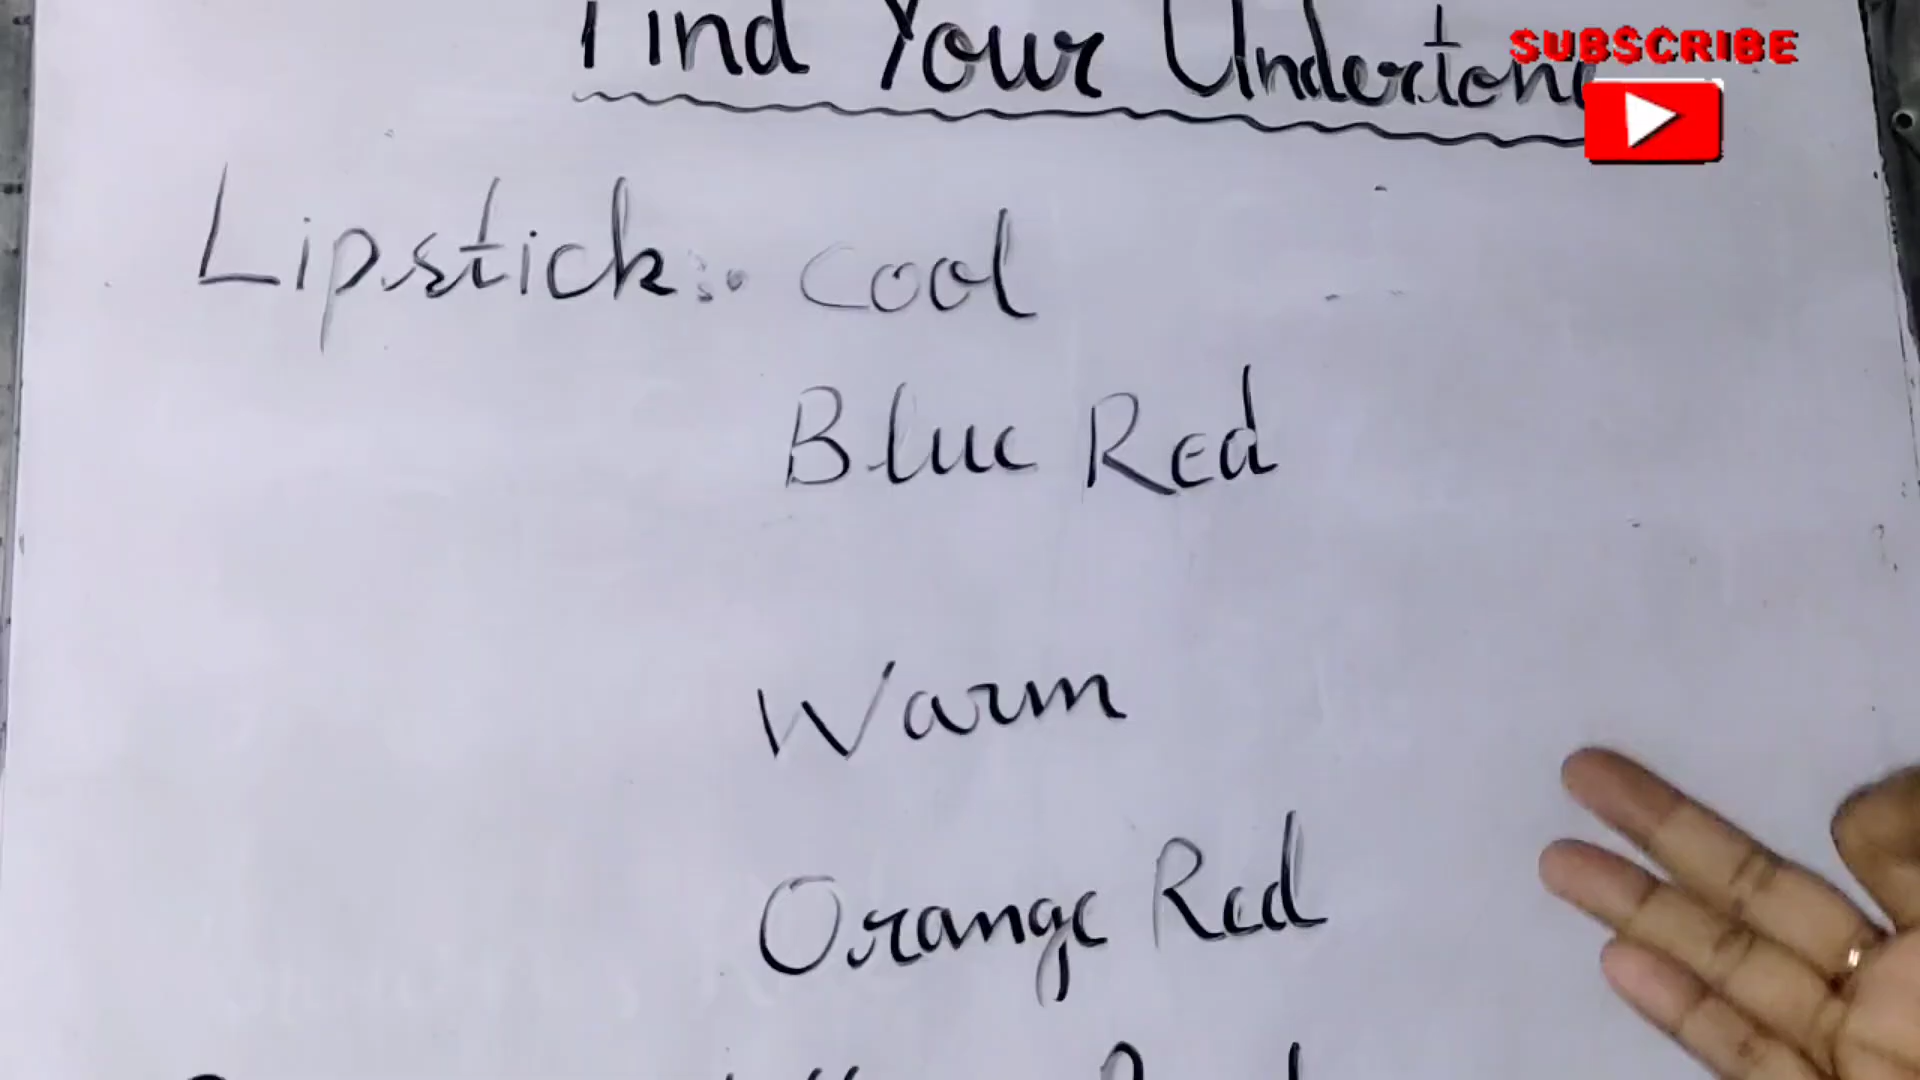 Find Your Undertone
SUBSCRIBE
Lipstick:- Cool
Blue Red
Warm
Orange Red